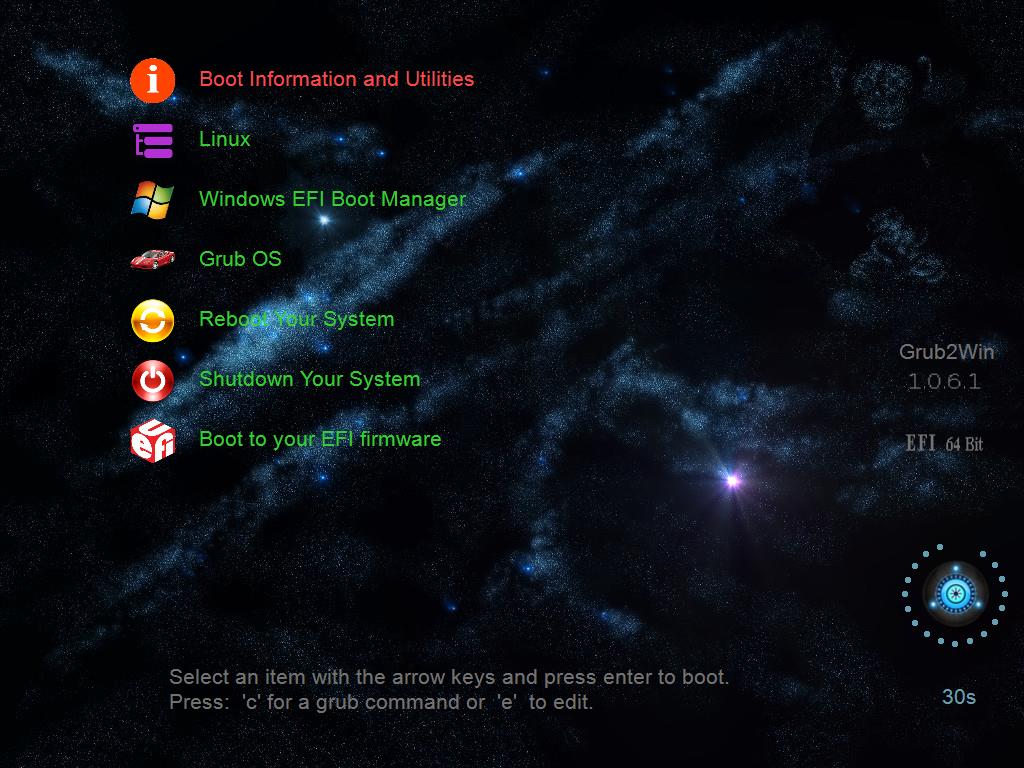 Boot Information and Utilities
Linux
Windows EFI Boot Manager
Grub OS
Reboot Your System
Shutdown Your System
Boot to your EFI firmware
Grub2Win
1.0.6.1
EFI 64 Bit
Select an item with the arrow keys and press enter to boot.
Press: 'c' for a grub command or 'e' to edit.
30s